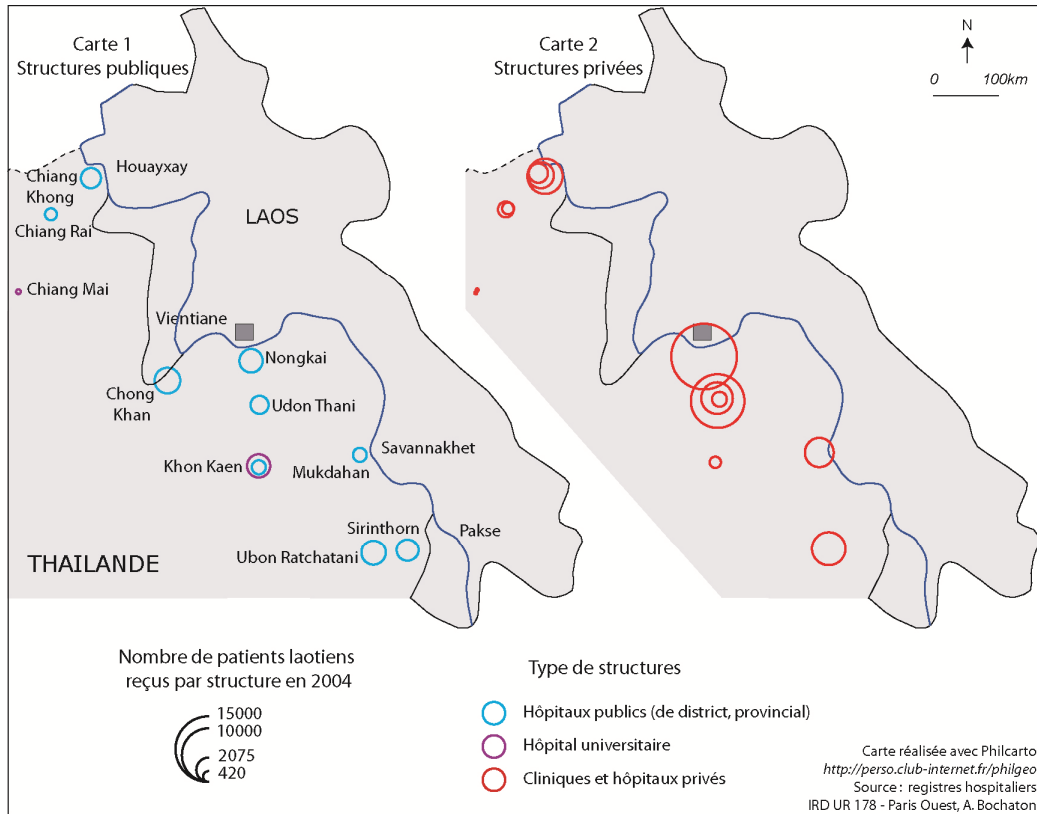 Carte 1
Structures publiques
Carte 2
Structures privées
N
0 100km
Houayxay
Chiang
Khong
Chiang Rai
LAOS
Chiang Mai
Vientiane
Nongkai
Chong
Khan
Udon Thani
Savannakhet
Khon Kaen
Mukdahan
Sirinthorn
Pakse
Ubon Ratchatani
THAILANDE
Nombre de patients laotiens
reçus par structure en 2004
15000
10000
2075
420
Type de structures
Hôpitaux publics (de district, provincial)
Hôpital universitaire
Cliniques et hôpitaux privés
Carte réalisée avec Philcarto
http://perso.club-internet.fr/philgeo
Source : registres hospitaliers
IRD UR 178 - Paris Ouest, A. Bochaton